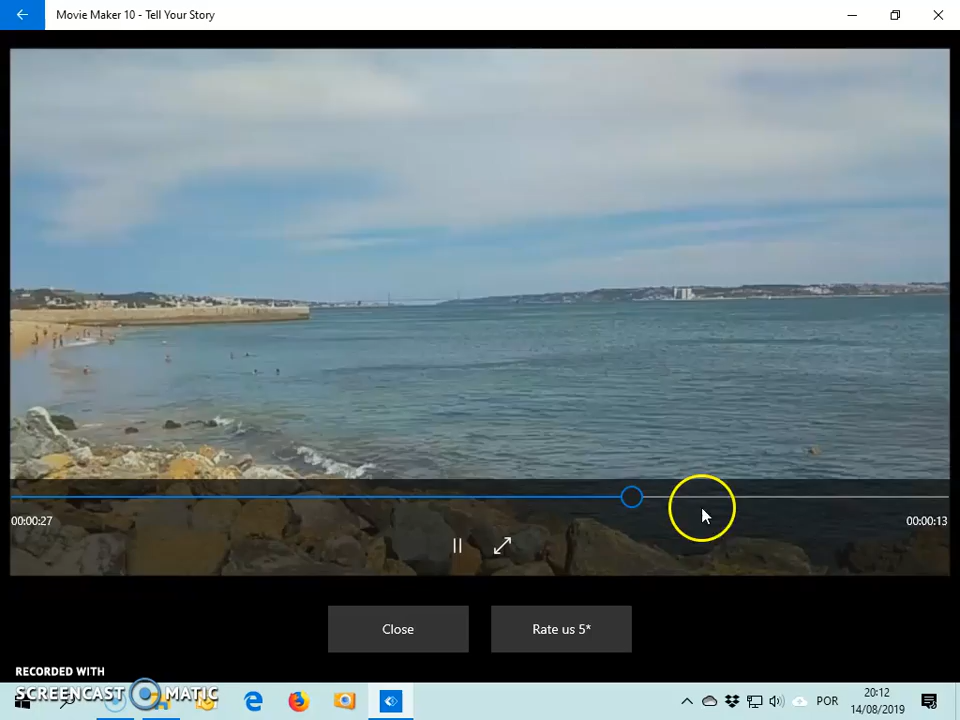 Movie Maker 10 - Tell Your Story
00:00:27
00:00:13
Close
Rate us 5*
RECORDED WITH
SCREENCAST MATIC
POR
20:12
14/08/2019